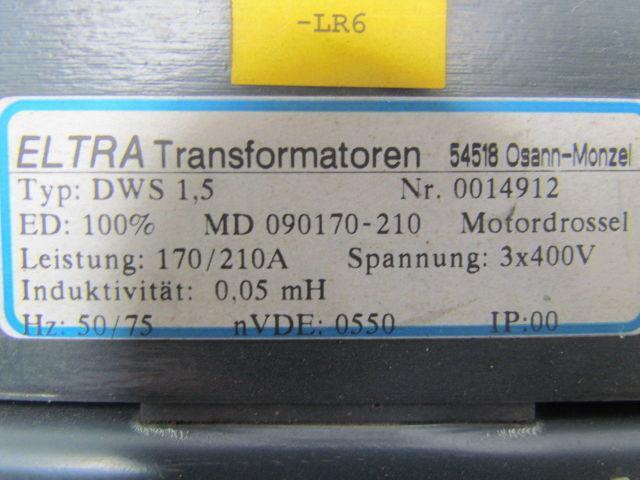 -LR6
ELTRA Transformatoren 54518 Osann-Monzel
Typ: DWS 1,5 Nr. 0014912
ED: 100% MD 090170-210 Motordrossel
Leistung: 170/210A Spannung: 3x400V
Induktivität: 0,05 mH
Hz: 50/75 nVDE: 0550 IP:00